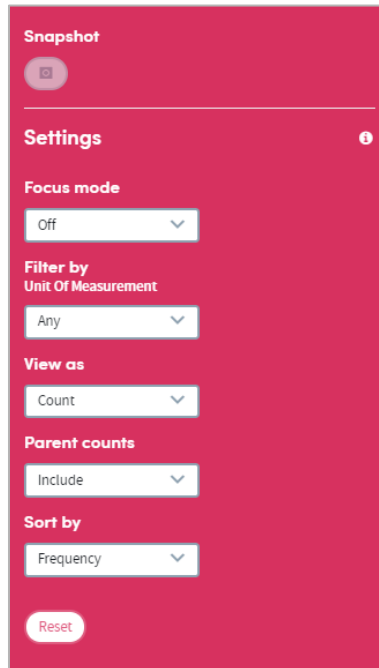 Snapshot
Settings
Focus mode
Off
Filter by
Unit Of Measurement
Any
View as
Count
Parent counts
Include
Sort by
Frequency
Reset